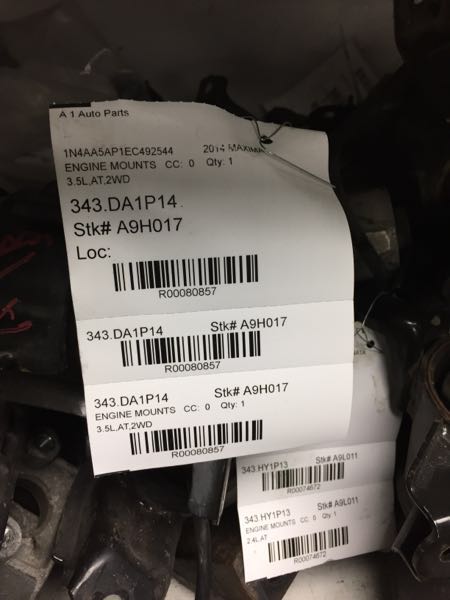 A 1 Auto Parts
1N4AA5AP1EC492544 2014 MAXIMA
ENGINE MOUNTS CC: 0 Qty: 1
3.5L,AT,2WD
343.DA1P14
Stk# A9H017
Loc:
R00080857
343.DA1P14 Stk# A9H017
R00080857
343.DA1P14 Stk# A9H017
ENGINE MOUNTS CC: 0 Qty: 1
3.5L,AT,2WD
R00080857
343.HY1P13 Stk# A9L011
R00074672
343.HY1P13 Stk# A9L011
ENGINE MOUNTS CC: 0 Qty: 1
2.4L,AT
R00074672